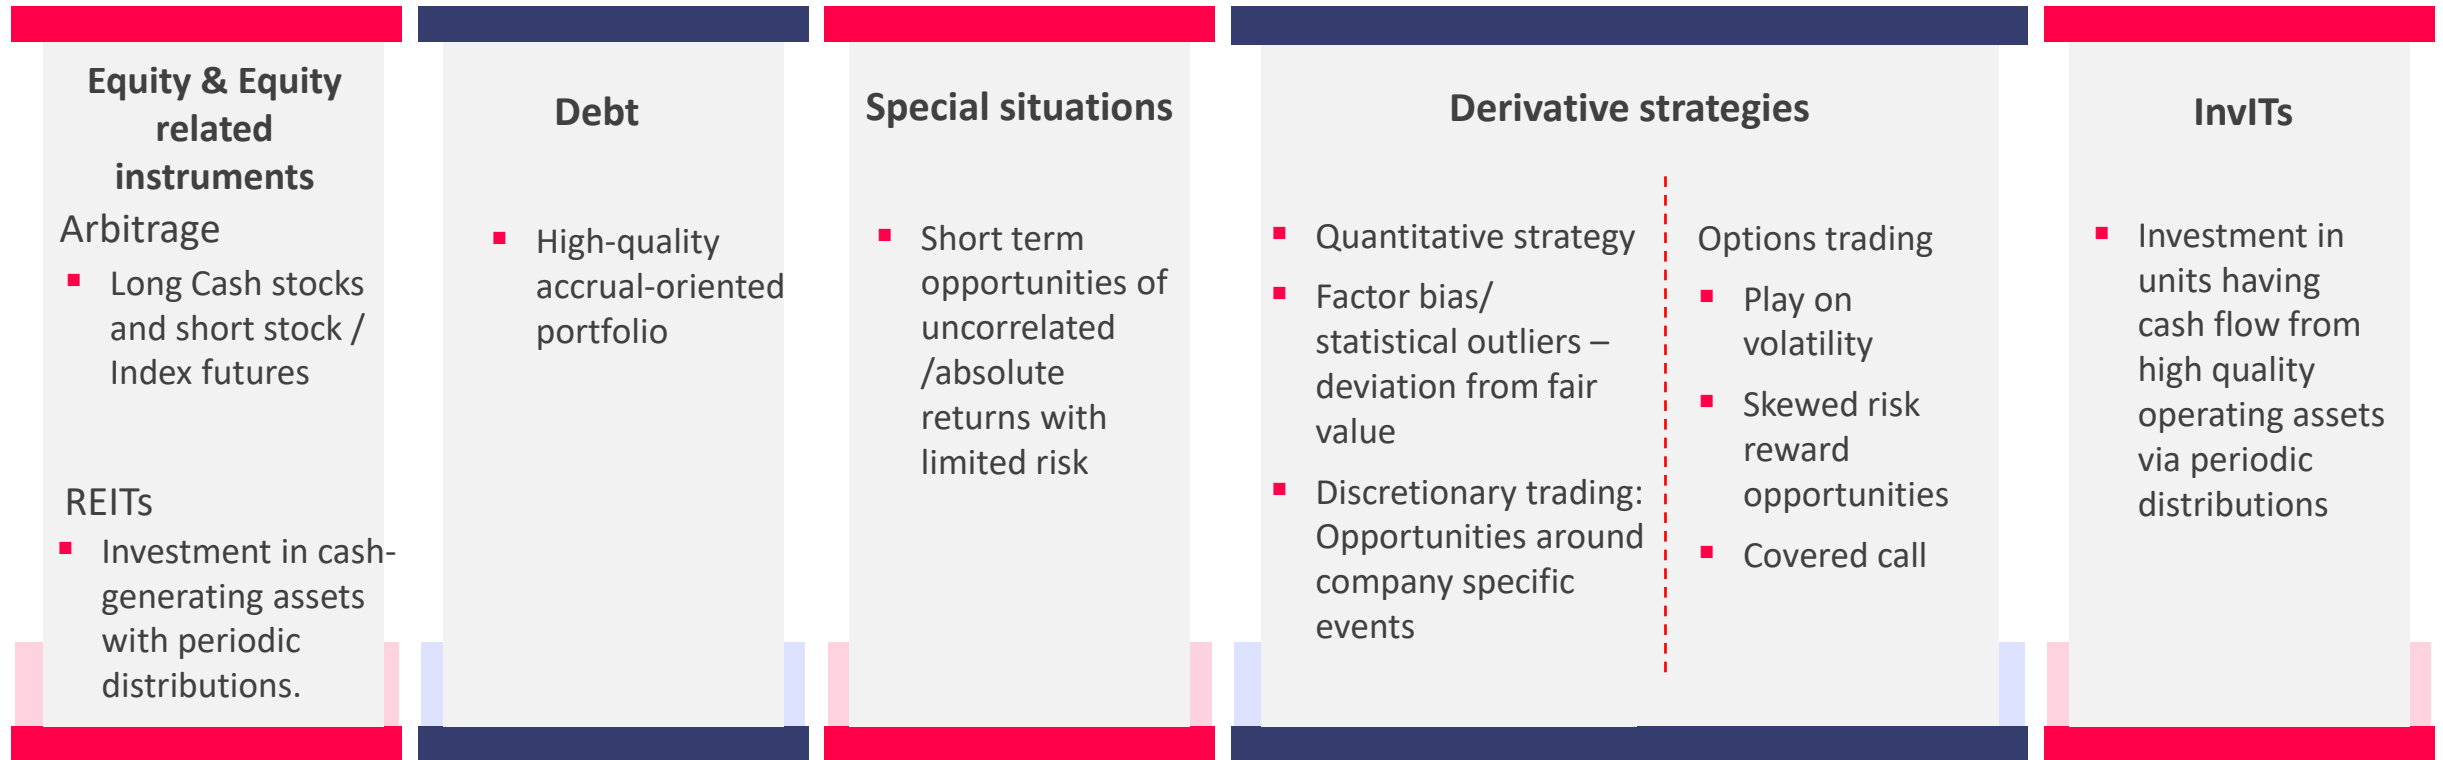 Equity & Equity
related
instruments
Arbitrage
Long Cash stocks
and short stock /
Index futures
REITs
Investment in cash-
generating assets
with periodic
distributions.
Debt
High-quality
accrual-oriented
portfolio
Special situations
Short term
opportunities of
uncorrelated
/absolute
returns with
limited risk
Derivative strategies
Quantitative strategy
Factor bias/
statistical outliers –
deviation from fair
value
Discretionary trading:
Opportunities around
company specific
events
Options trading
Play on
volatility
Skewed risk
reward
opportunities
Covered call
InvITs
Investment in
units having
cash flow from
high quality
operating assets
via periodic
distributions